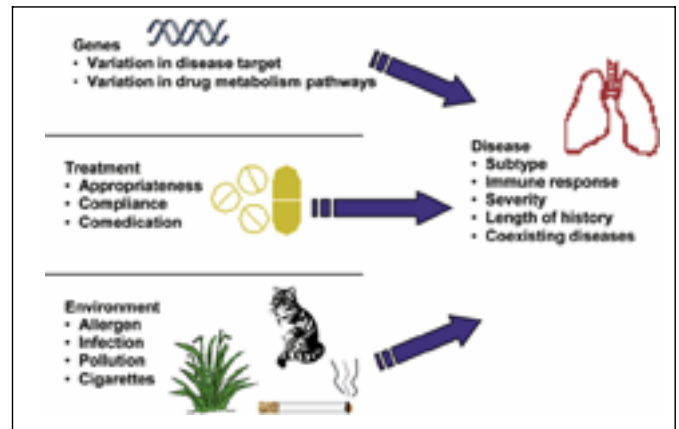 Genes
• Variation in disease target
• Variation in drug metabolism pathways
Treatment
• Appropriateness
• Compliance
• Comedication
Environment
• Allergen
• Infection
• Pollution
• Cigarettes
Disease
• Subtype
• Immune response
• Severity
• Length of history
• Coexisting diseases